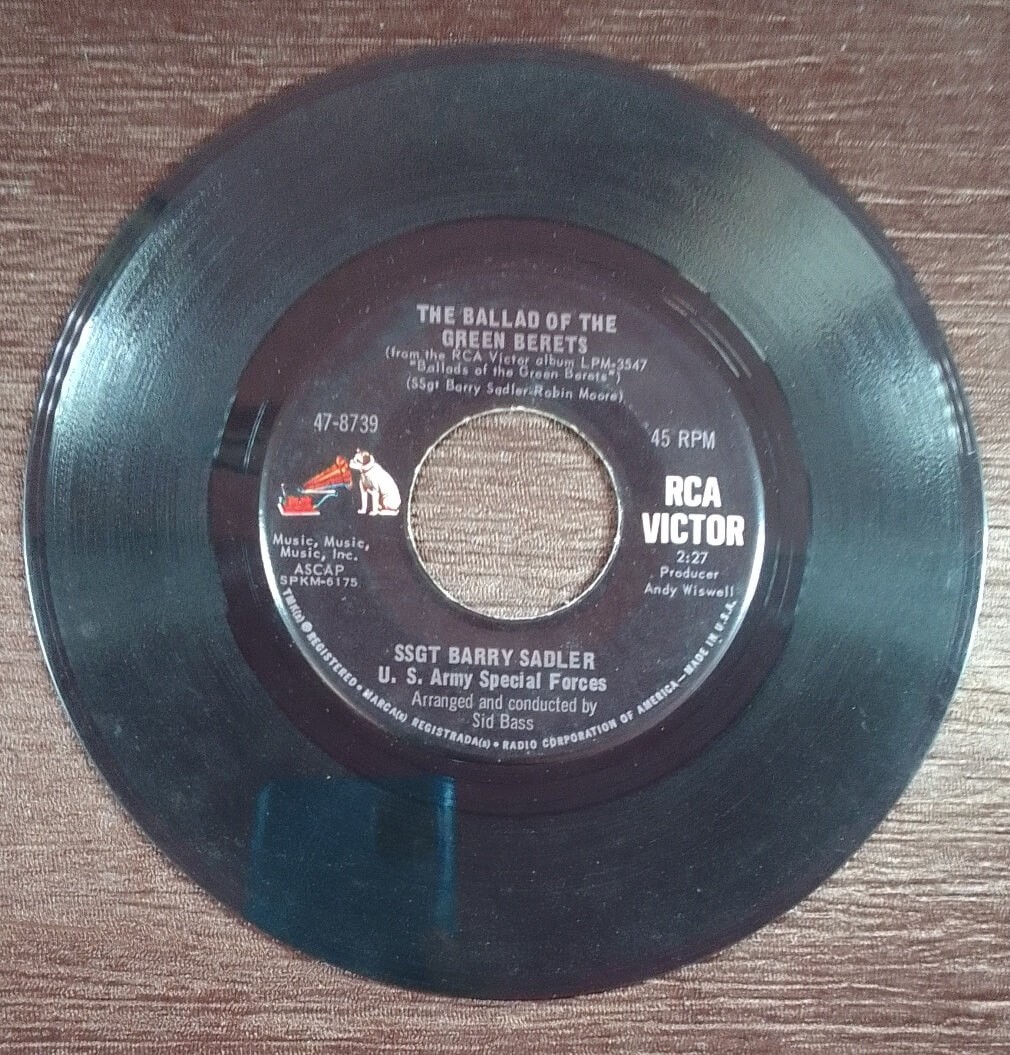 THE BALLAD OF THE
GREEN BERETS
(from the RCA Victor album LPM-3547
"Ballads of the Green Berets")
(SSgt Barry Sadler-Robin Moore)
47-8739
45 RPM
RCA
VICTOR
Music, Music,
Music, Inc.
ASCAP
SPKM-6175
2:27
Producer
Andy Wiswell
SSGT BARRY SADLER
U. S. Army Special Forces
Arranged and conducted by
Sid Bass
TMK(s) ® REGISTERED • MARCA(s) REGISTRADA(s) • RADIO CORPORATION OF AMERICA—MADE IN U.S.A.